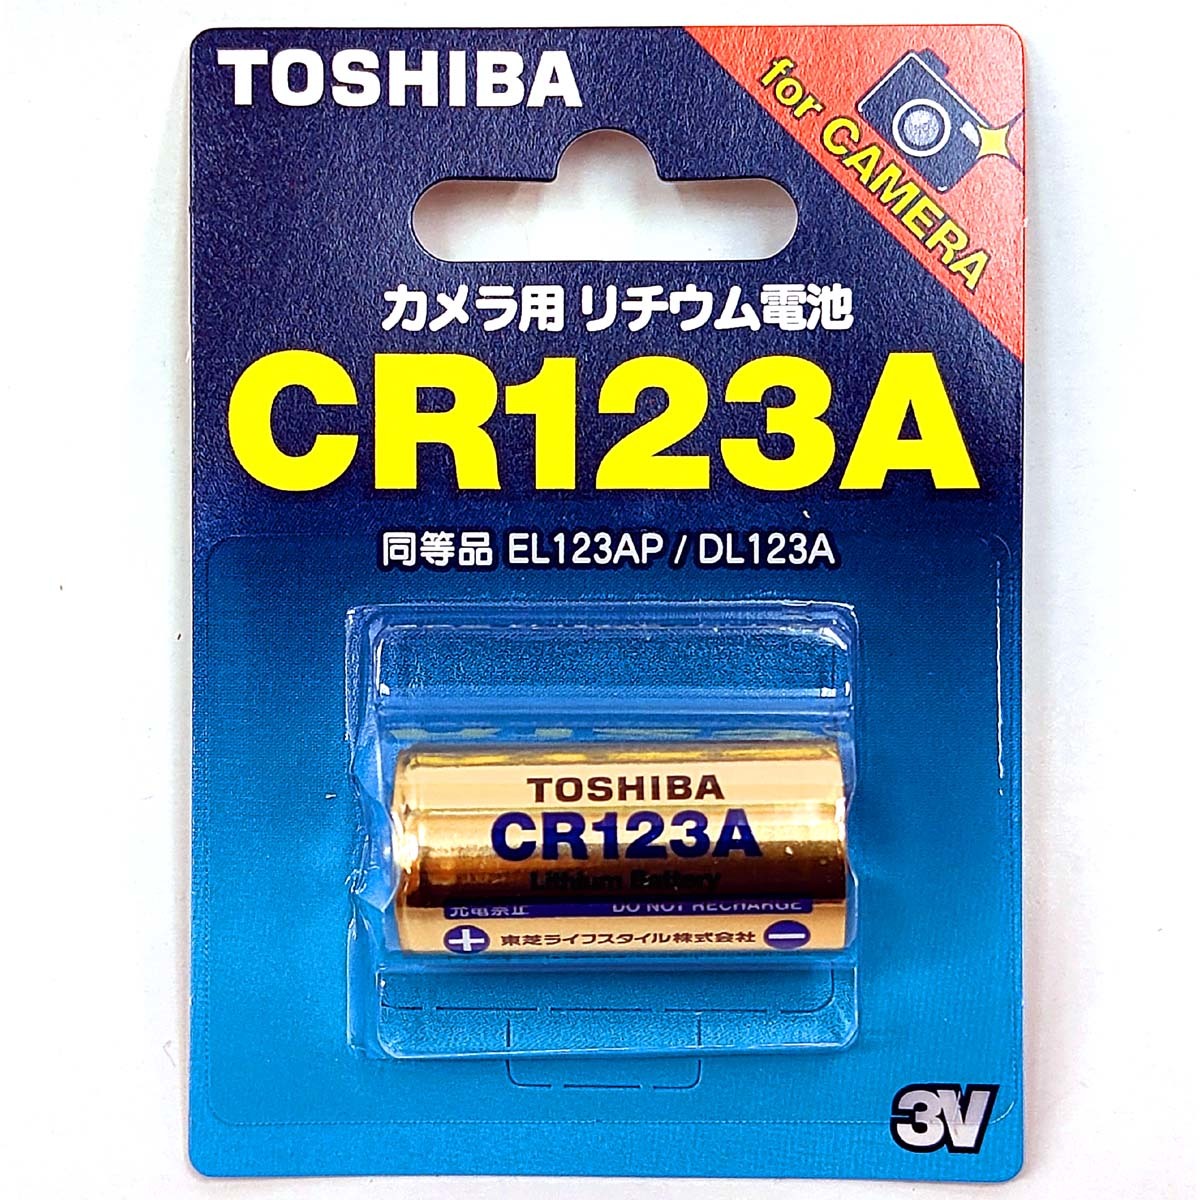 TOSHIBA
for CAMERA
カメラ用 リチウム電池
CR123A
同等品 EL123AP / DL123A
TOSHIBA
CR123A
Lithium Battery
充電禁止 DO NOT RECHARGE
+ 東芝ライフスタイル株式会社 −
3V